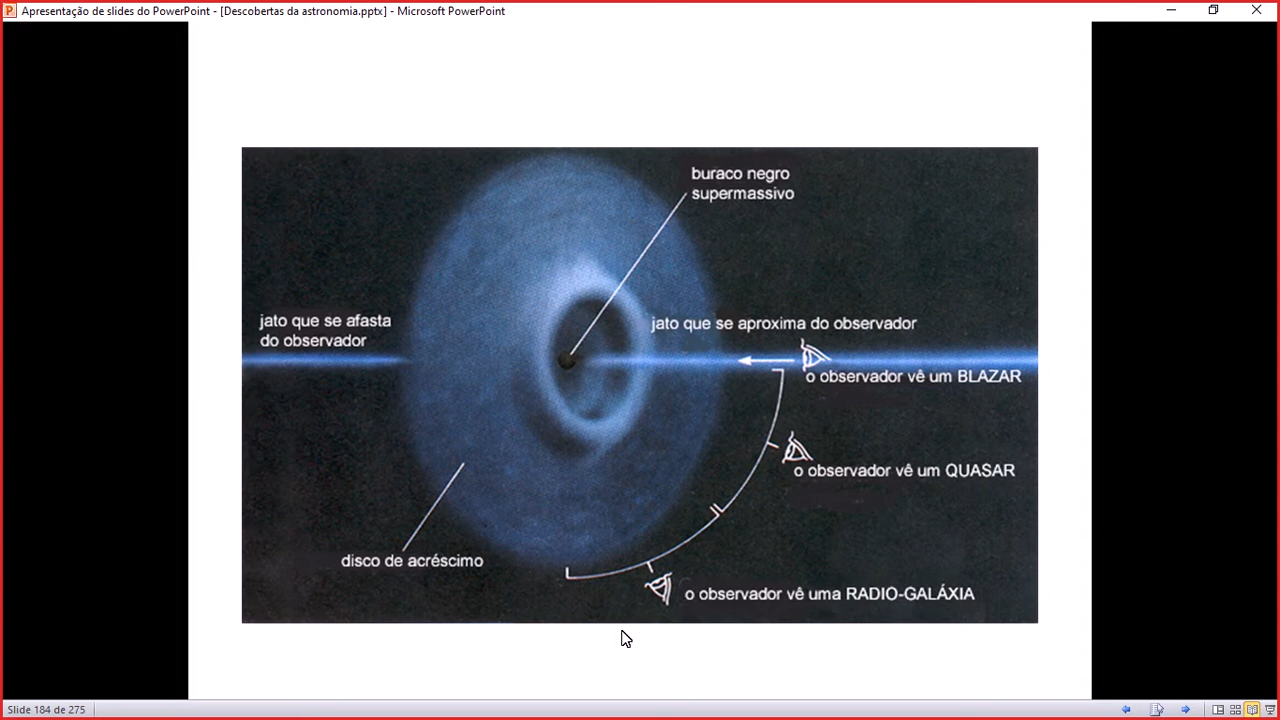 Apresentação de slides do PowerPoint - [Descobertas da astronomia.pptx] - Microsoft PowerPoint
buraco negro
supermassivo
jato que se afasta
do observador
jato que se aproxima do observador
o observador vê um BLAZAR
o observador vê um QUASAR
disco de acréscimo
o observador vê uma RADIO-GALÁXIA
Slide 184 de 275